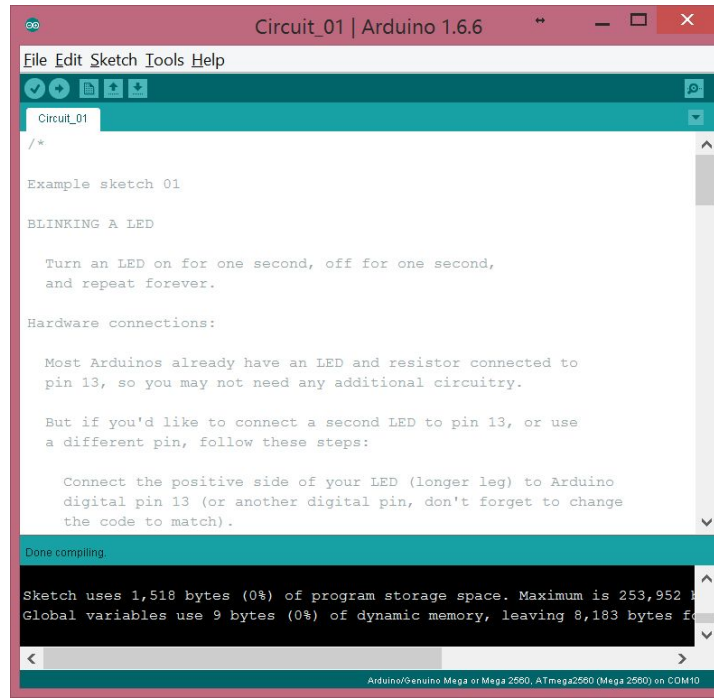 Circuit_01 | Arduino 1.6.6
File Edit Sketch Tools Help
Circuit_01
/*
Example sketch 01
BLINKING A LED
Turn an LED on for one second, off for one second,
and repeat forever.
Hardware connections:
Most Arduinos already have an LED and resistor connected to
pin 13, so you may not need any additional circuitry.
But if you'd like to connect a second LED to pin 13, or use
a different pin, follow these steps:
Connect the positive side of your LED (longer leg) to Arduino
digital pin 13 (or another digital pin, don't forget to change
the code to match).
Done compiling.
Sketch uses 1,518 bytes (0%) of program storage space. Maximum is 253,952
Global variables use 9 bytes (0%) of dynamic memory, leaving 8,183 bytes
Arduino/Genuino Mega or Mega 2560, ATmega2560 (Mega 2560) on COM10